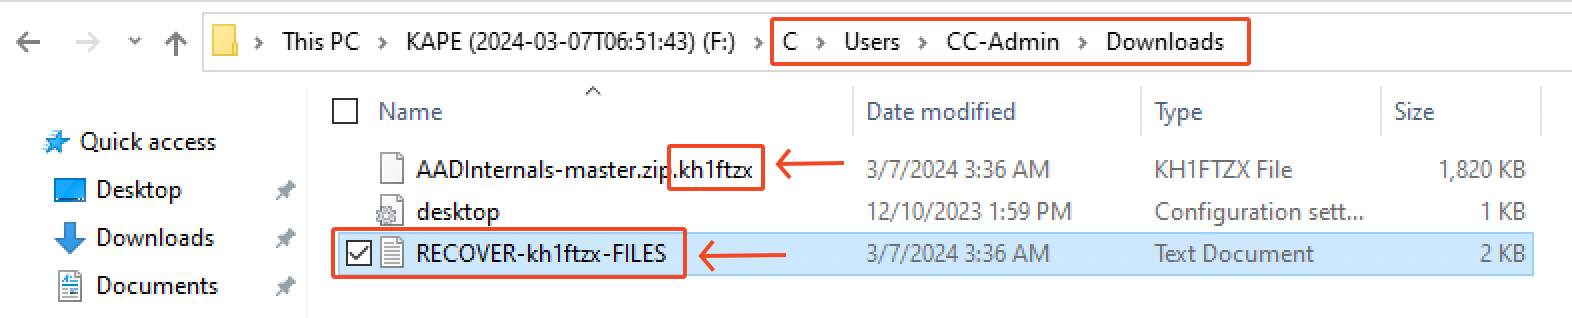 This PC > KAPE (2024-03-07T06:51:43) (F:) > C > Users > CC-Admin > Downloads
Name Date modified Type Size
Quick access
Desktop
Downloads
Documents
AADInternals-master.zip.kh1ftzx 3/7/2024 3:36 AM KH1FTZX File 1,820 KB
desktop 12/10/2023 1:59 PM Configuration sett... 1 KB
RECOVER-kh1ftzx-FILES 3/7/2024 3:36 AM Text Document 2 KB